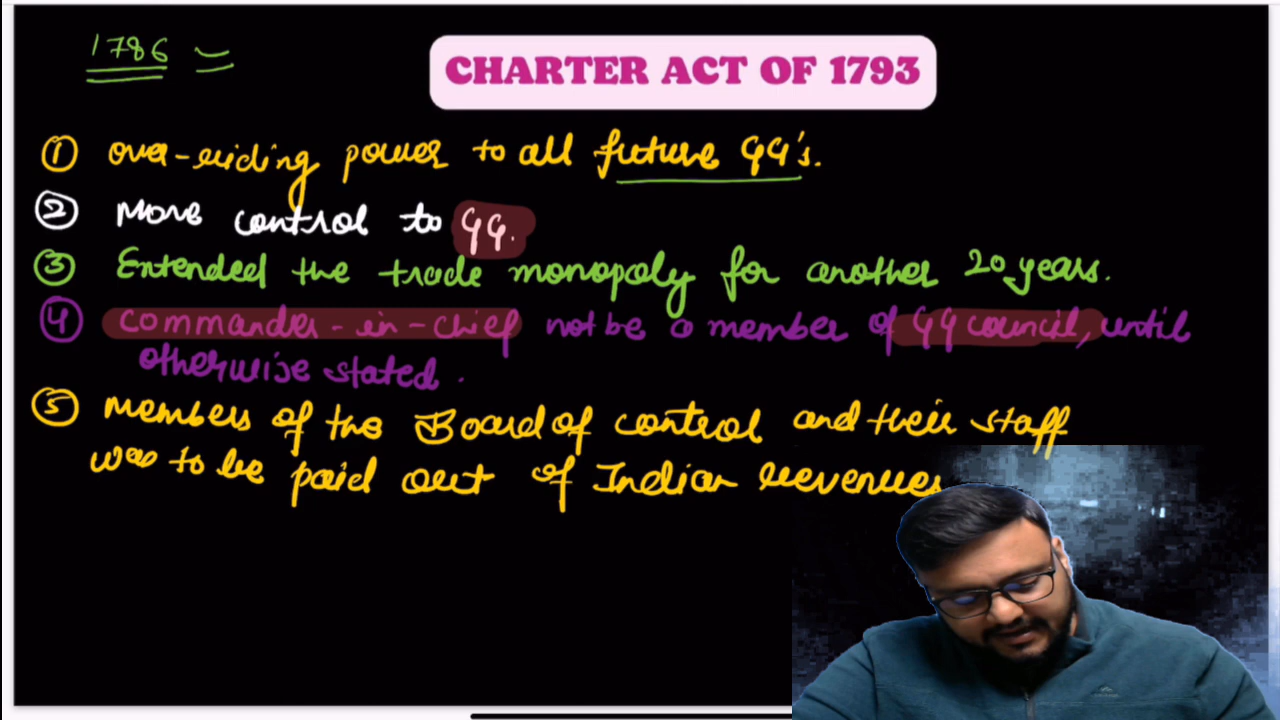 1786 =
CHARTER ACT OF 1793
① over-riding power to all future GG's.
② More control to GG.
③ Extended the trade monopoly for another 20 years.
④ commander-in-chief not be a member of GG council, until
otherwise stated.
⑤ Members of the Board of control and their staff
was to be paid out of Indian revenues